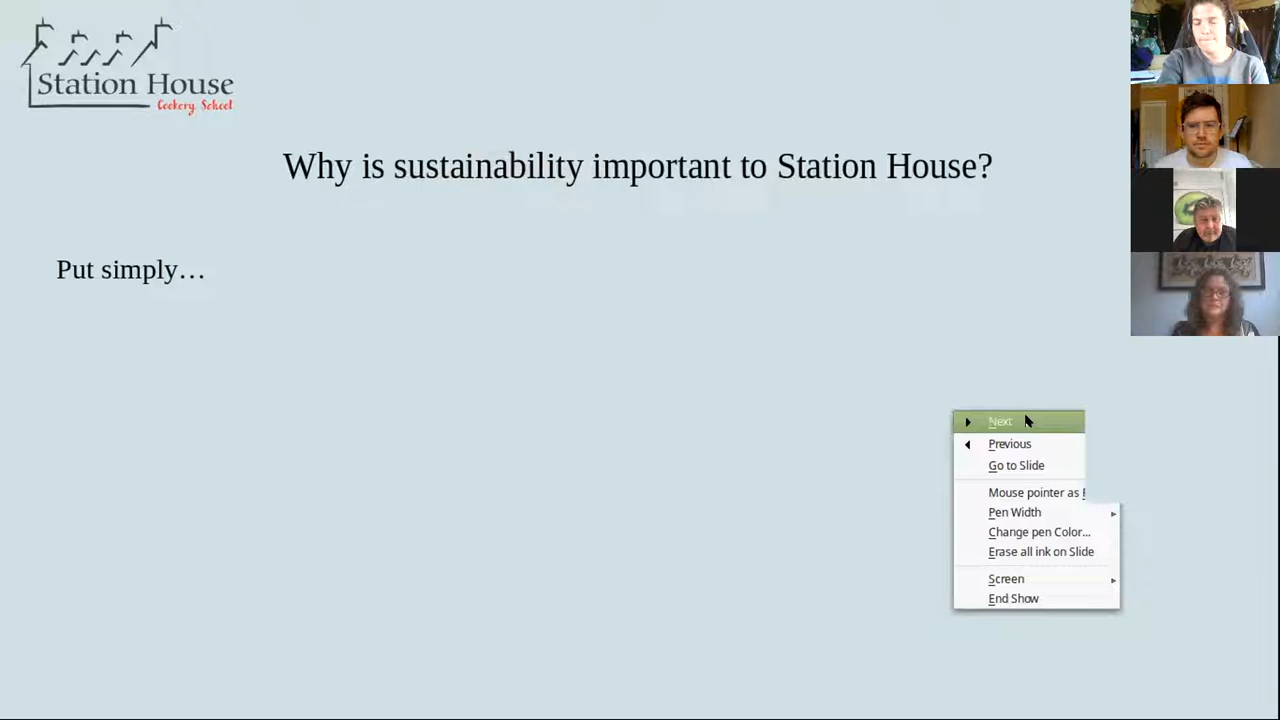 Station House
Cookery School
Why is sustainability important to Station House?
Put simply…
Next
Previous
Go to Slide
Mouse pointer as
Pen Width
Change pen Color...
Erase all ink on Slide
Screen
End Show